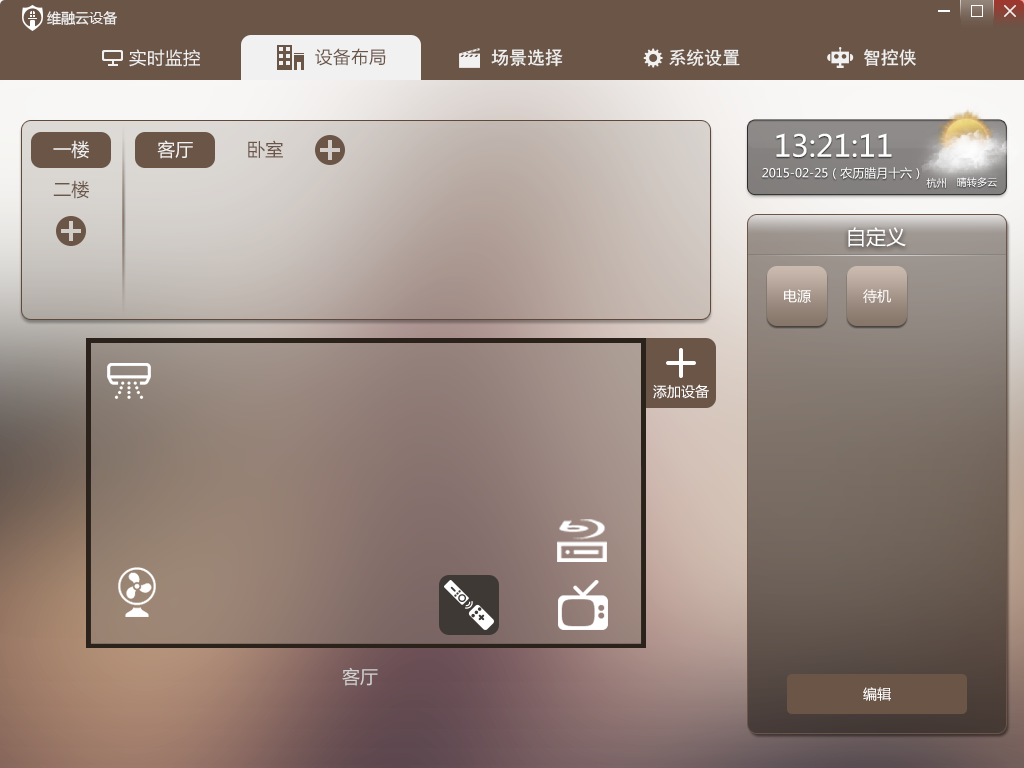 维融云设备
实时监控
设备布局
场景选择
系统设置
智控侠
一楼
客厅
卧室
二楼
13:21:11
2015-02-25 ( 农历腊月十六 )
杭州 晴转多云
自定义
电源
待机
添加设备
客厅
编辑